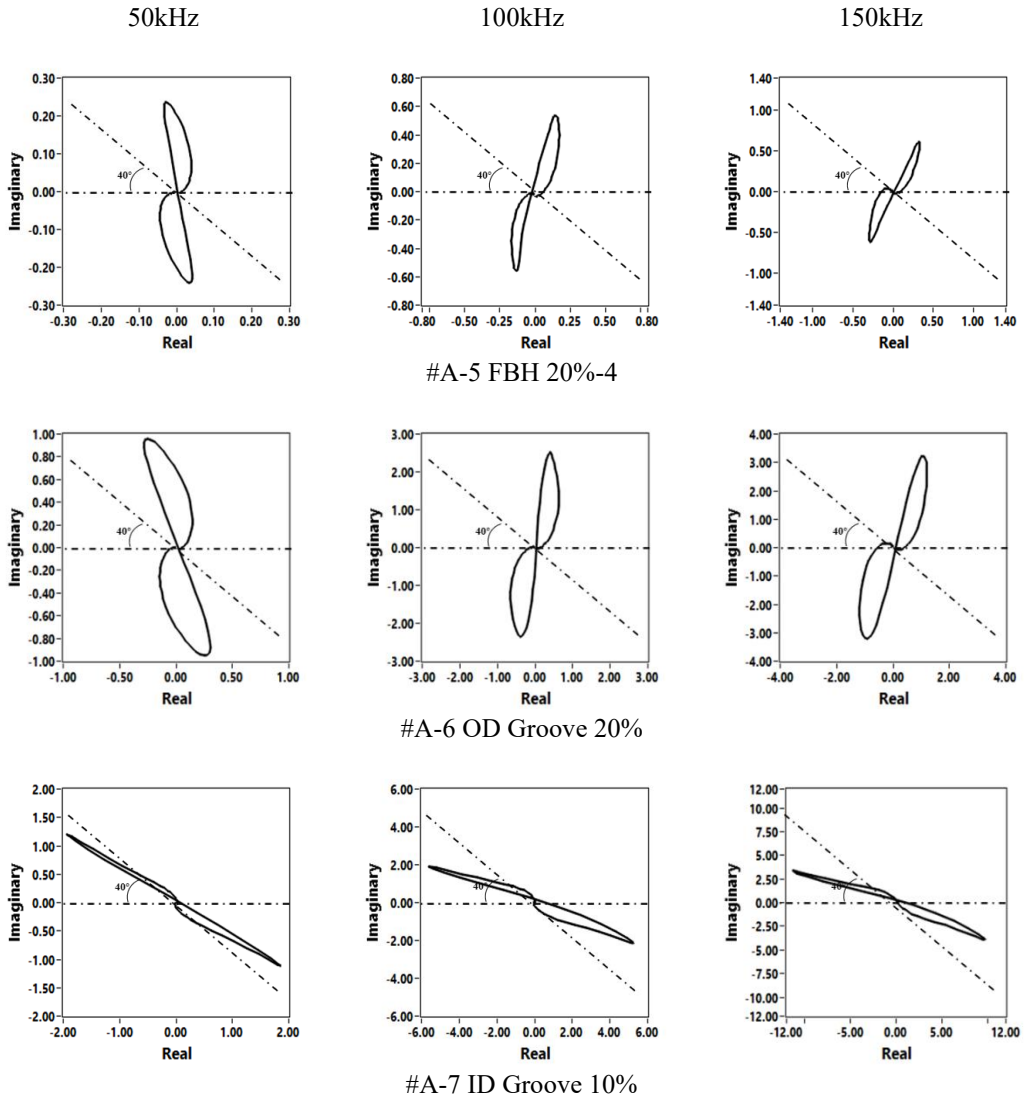 50kHz 100kHz 150kHz
0.30 0.20 0.10 0.00 -0.10 -0.20 -0.30
Imaginary
40°
-0.30 -0.20 -0.10 0.00 0.10 0.20 0.30
Real
0.80 0.60 0.40 0.20 0.00 -0.20 -0.40 -0.60 -0.80
Imaginary
40°
-0.80 -0.40 0.00 0.40 0.80
Real
1.40 1.00 0.50 0.00 -0.50 -1.00 -1.40
Imaginary
40°
-1.40 -1.00 -0.50 0.00 0.50 1.00 1.40
Real
#A-5 FBH 20%-4
1.00 0.80 0.60 0.40 0.20 0.00 -0.20 -0.40 -0.60 -0.80 -1.00
Imaginary
40°
-1.00 -0.50 0.00 0.50 1.00
Real
3.00 2.00 1.00 0.00 -1.00 -2.00 -3.00
Imaginary
40°
-3.00 -2.00 -1.00 0.00 1.00 2.00 3.00
Real
4.00 3.00 2.00 1.00 0.00 -1.00 -2.00 -3.00 -4.00
Imaginary
40°
-4.00 -2.00 0.00 2.00 4.00
Real
#A-6 OD Groove 20%
2.00 1.50 1.00 0.50 0.00 -0.50 -1.00 -1.50 -2.00
Imaginary
40°
-2.00 -1.00 0.00 1.00 2.00
Real
6.00 4.00 2.00 0.00 -2.00 -4.00 -6.00
Imaginary
40°
-6.00 -4.00 -2.00 0.00 2.00 4.00 6.00
Real
12.00 10.00 7.50 5.00 2.50 0.00 -2.50 -5.00 -7.50 -10.00 -12.00
Imaginary
40°
-12.00 -5.00 0.00 5.00 12.00
Real
#A-7 ID Groove 10%